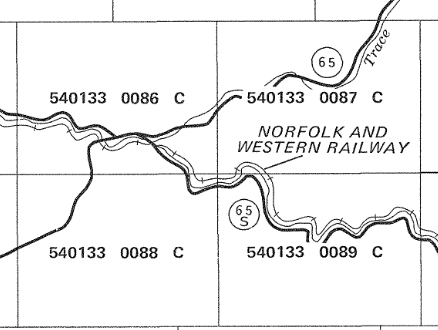 65
Trace
540133 0086 C
540133 0087 C
NORFOLK AND
WESTERN RAILWAY
65
S
540133 0088 C
540133 0089 C